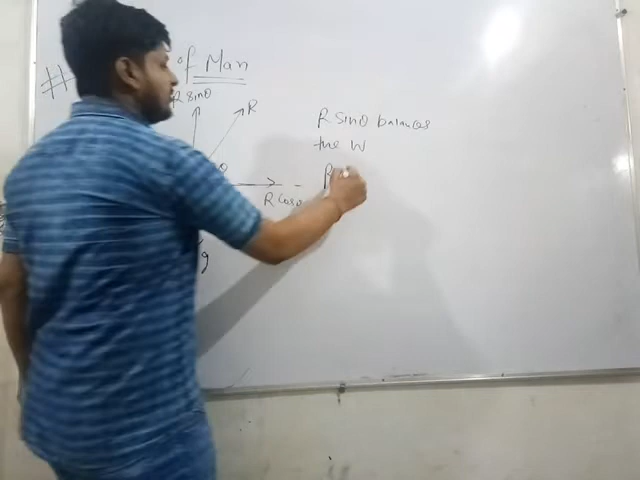 # of Man
R sinθ
R
R sinθ balances
the W
θ
R cosθ
R
g